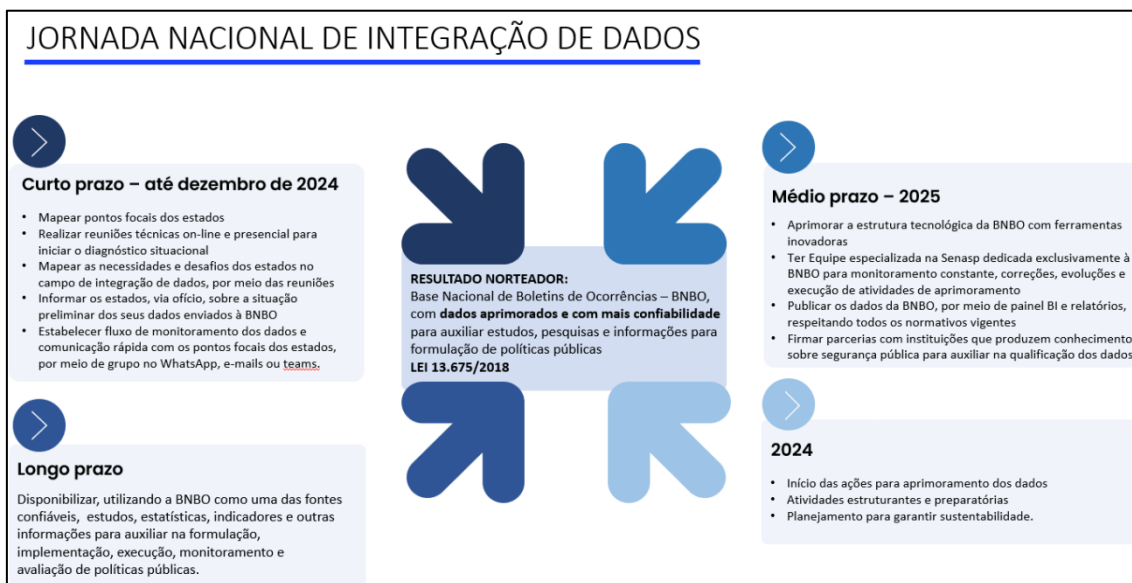 JORNADA NACIONAL DE INTEGRAÇÃO DE DADOS
Curto prazo – até dezembro de 2024
• Mapear pontos focais dos estados
• Realizar reuniões técnicas on-line e presencial para
iniciar o diagnóstico situacional
• Mapear as necessidades e desafios dos estados no
campo de integração de dados, por meio das reuniões
• Informar os estados, via ofício, sobre a situação
preliminar dos seus dados enviados à BNBO
• Estabelecer fluxo de monitoramento dos dados e
comunicação rápida com os pontos focais dos estados,
por meio de grupo no WhatsApp, e-mails ou teams.
RESULTADO NORTEADOR:
Base Nacional de Boletins de Ocorrências – BNBO,
com dados aprimorados e com mais confiabilidade
para auxiliar estudos, pesquisas e informações para
formulação de políticas públicas
LEI 13.675/2018
Médio prazo – 2025
• Aprimorar a estrutura tecnológica da BNBO com ferramentas
inovadoras
• Ter Equipe especializada na Senasp dedicada exclusivamente à
BNBO para monitoramento constante, correções, evoluções e
execução de atividades de aprimoramento
• Publicar os dados da BNBO, por meio de painel BI e relatórios,
respeitando todos os normativos vigentes
• Firmar parcerias com instituições que produzem conhecimento
sobre segurança pública para auxiliar na qualificação dos dados
Longo prazo
Disponibilizar, utilizando a BNBO como uma das fontes
confiáveis, estudos, estatísticas, indicadores e outras
informações para auxiliar na formulação,
implementação, execução, monitoramento e
avaliação de políticas públicas.
2024
• Início das ações para aprimoramento dos dados
• Atividades estruturantes e preparatórias
• Planejamento para garantir sustentabilidade.